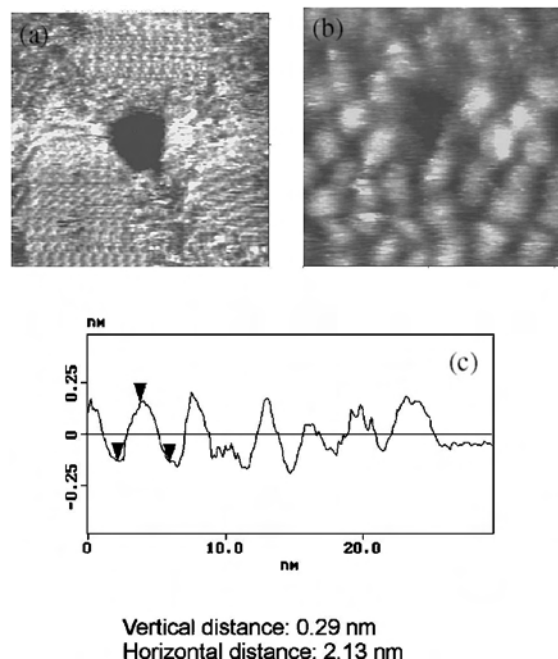 (a)
(b)
nm
(c)
0.25
0
-0.25
0
10.0
20.0
nm
Vertical distance: 0.29 nm
Horizontal distance: 2.13 nm